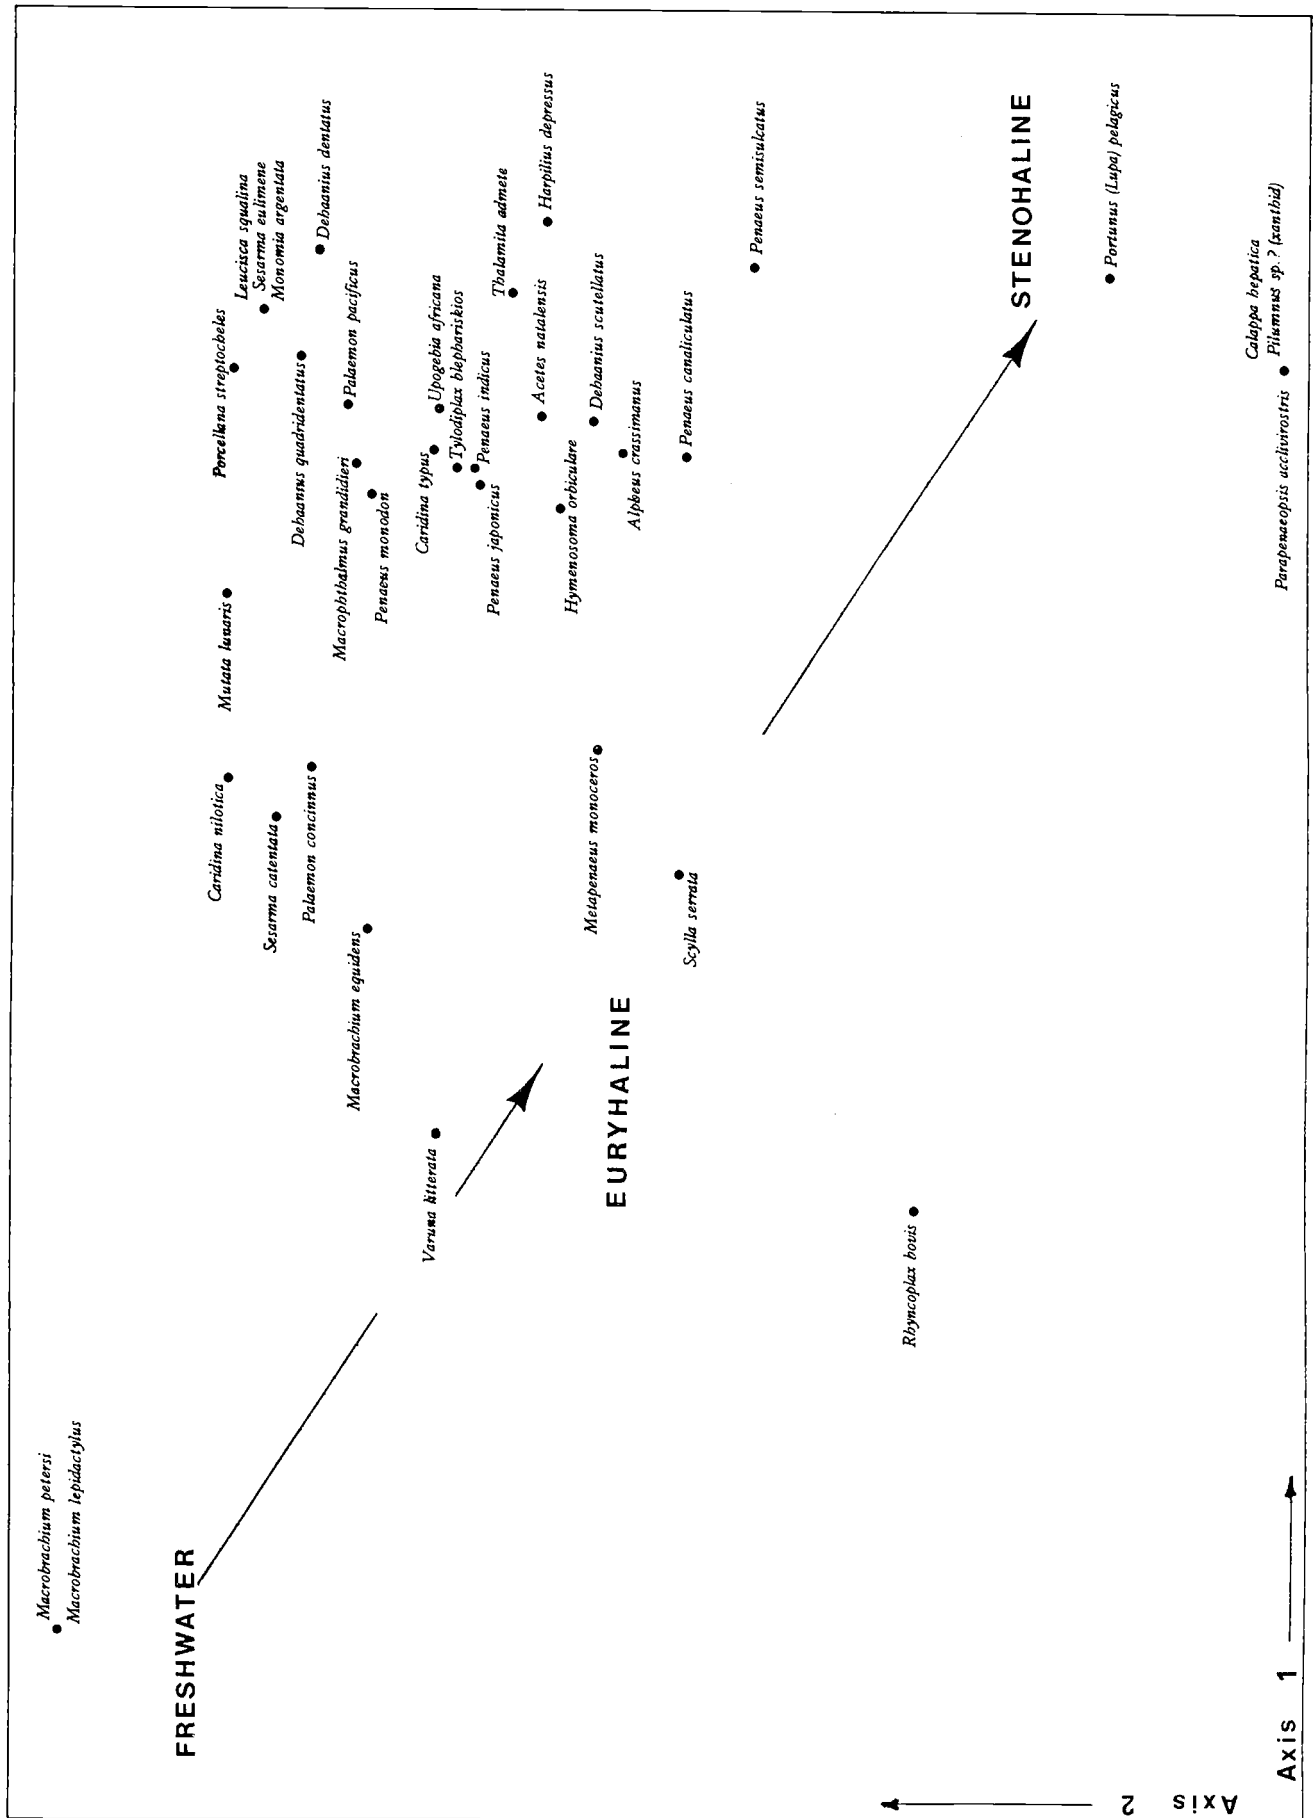 Macrobrachium petersi
Macrobrachium lepidactylus
FRESHWATER
Caridina nilotica
Mutata lunaris
Porcellana streptocheles
Leucisca squalina
Sesarma eulimene
Monomia argentata
Sesarma catentata
Palaemon concinnus
Dehaanius quadridentatus
Dehaanius dentatus
Macrobrachium equidens
Macrophthalmus grandidieri
Palaemon pacificus
Penaeus monodon
Varuna litterata
Caridina typus
Upogebia africana
Tylodiplax blephariskios
Penaeus indicus
Penaeus japonicus
Thalamita admete
Acetes natalensis
Harpilius depressus
Hymenosoma orbiculare
Dehaanius scutellatus
Metapenaeus monoceros
EURYHALINE
Alpheus crassimanus
Scylla serrata
Penaeus canaliculatus
Penaeus semisulcatus
Rhyncoplax bovis
STENOHALINE
Portunus (Lupa) pelagicus
Calappa hepatica
Pilumnus sp. ? (xanthid)
Parapenaeopsis acclivirostris
Axis 2
Axis 1